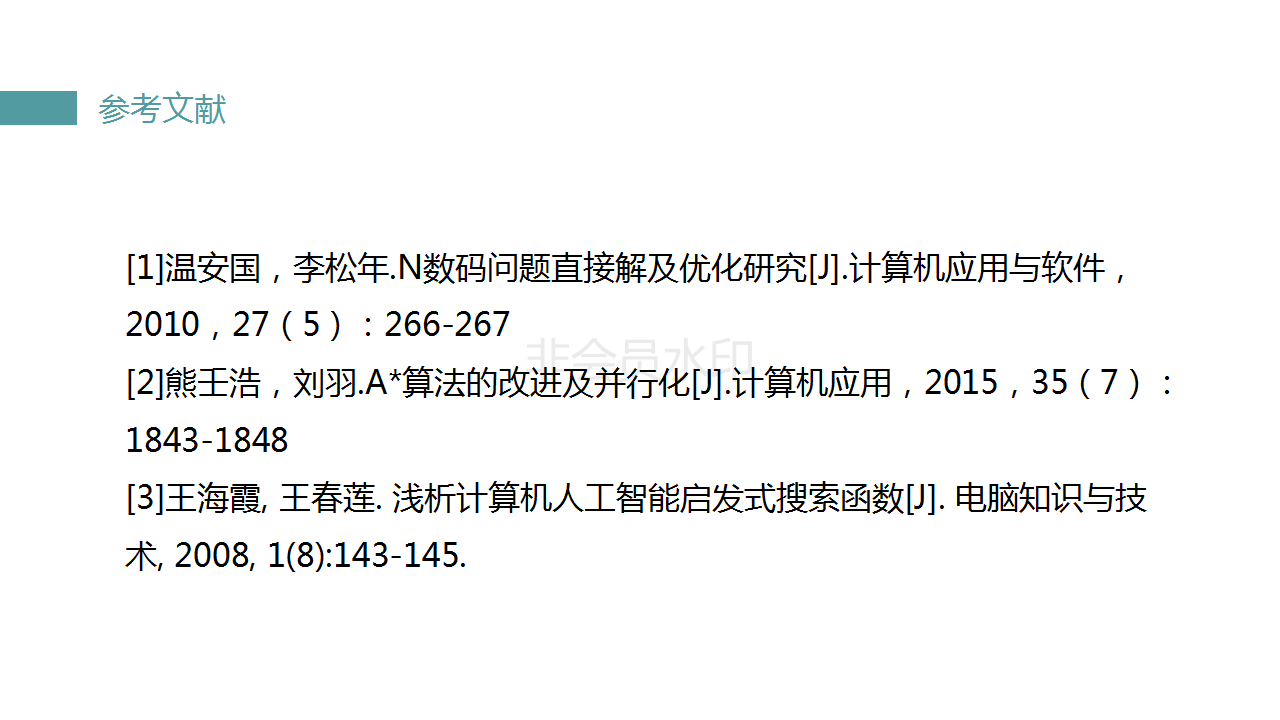 参考文献
[1]温安国，李松年.N数码问题直接解及优化研究[J].计算机应用与软件，
2010，27（5）：266-267
非会员水印
[2]熊壬浩，刘羽.A*算法的改进及并行化[J].计算机应用，2015，35（7）：
1843-1848
[3]王海霞, 王春莲. 浅析计算机人工智能启发式搜索函数[J]. 电脑知识与技
术, 2008, 1(8):143-145.